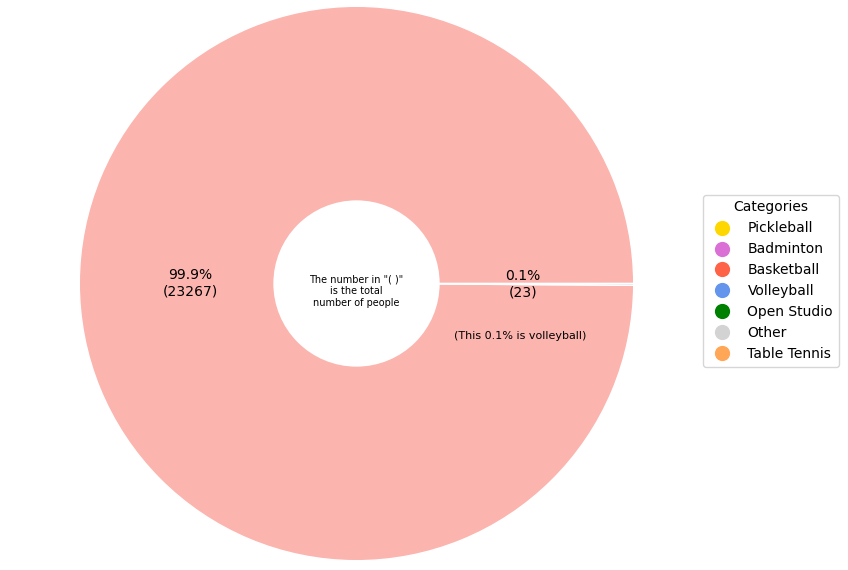 99.9%
(23267)
The number in "( )"
is the total
number of people
0.1%
(23)
(This 0.1% is volleyball)
Categories
Pickleball
Badminton
Basketball
Volleyball
Open Studio
Other
Table Tennis